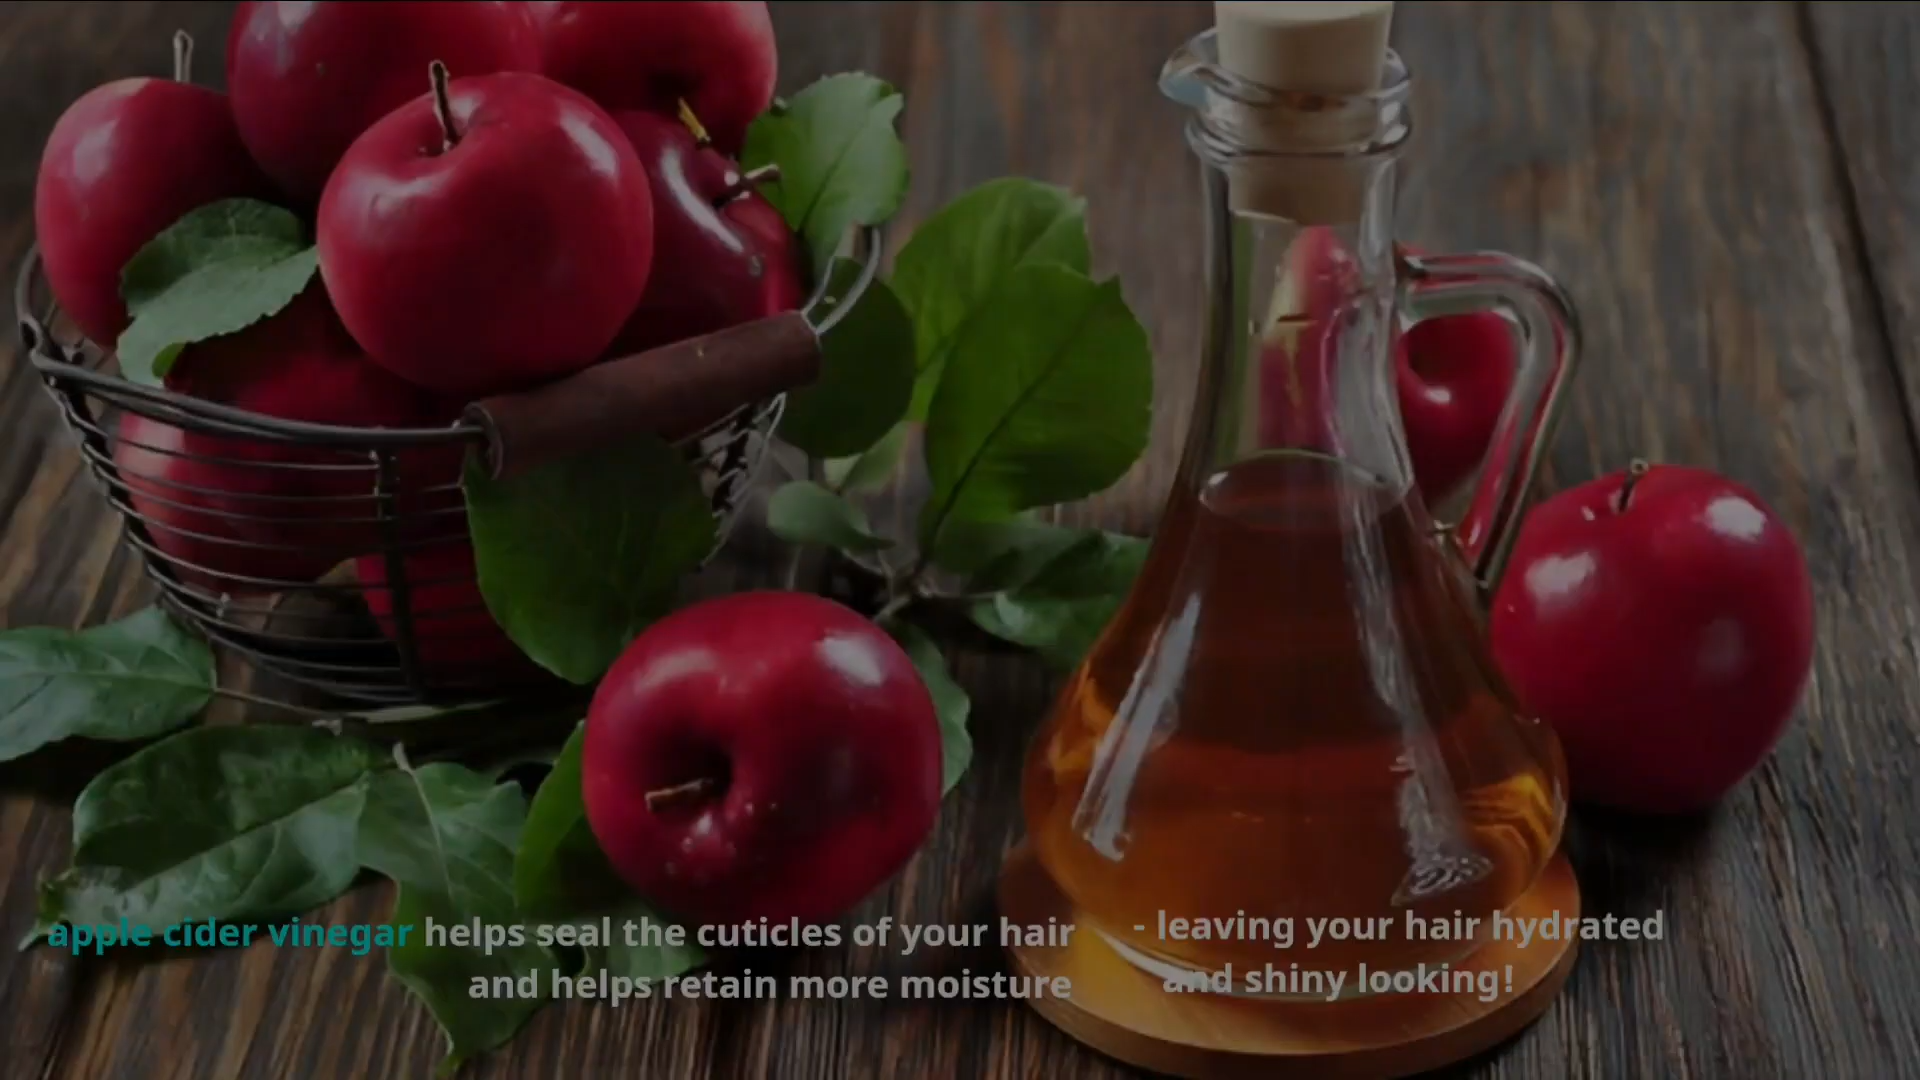 apple cider vinegar helps seal the cuticles of your hair
and helps retain more moisture
- leaving your hair hydrated
and shiny looking!